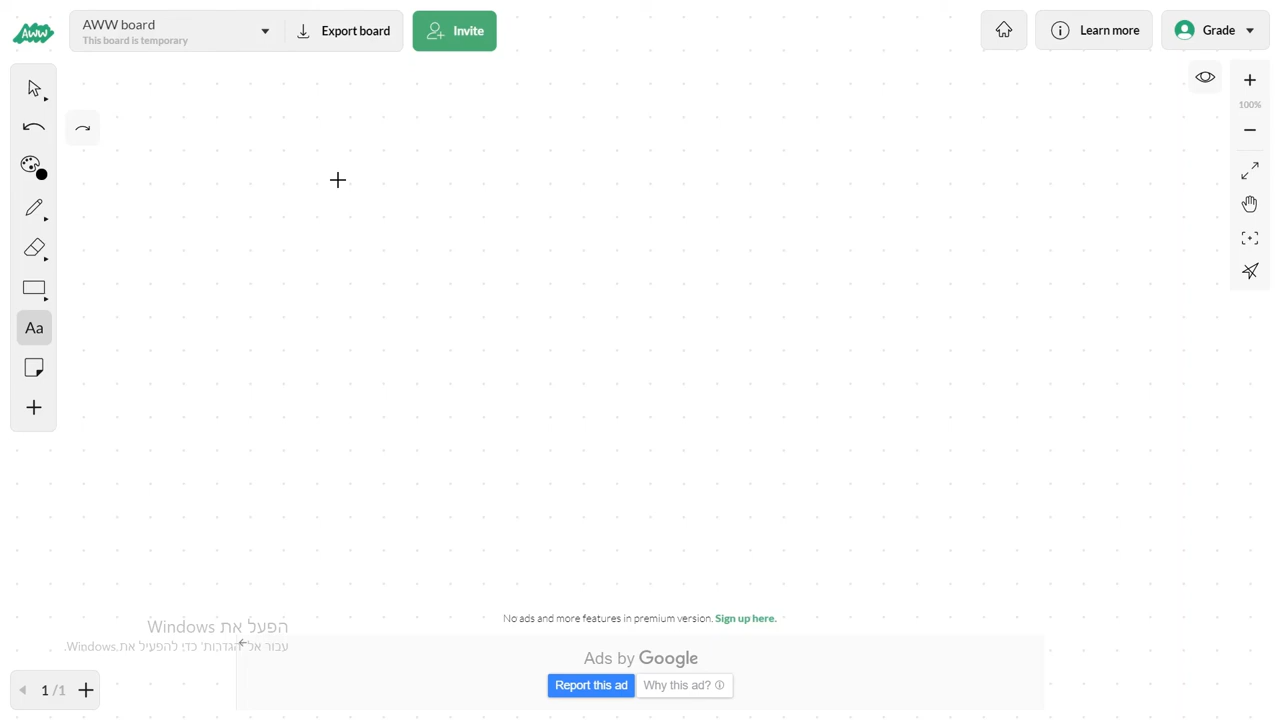 AWW
AWW board
This board is temporary
Export board
Invite
Learn more
Grade
100%
Aa
No ads and more features in premium version. Sign up here.
הפעל את Windows
עבור אל 'הגדרות' כדי להפעיל את Windows.
Ads by Google
Report this ad
Why this ad?
1 /1